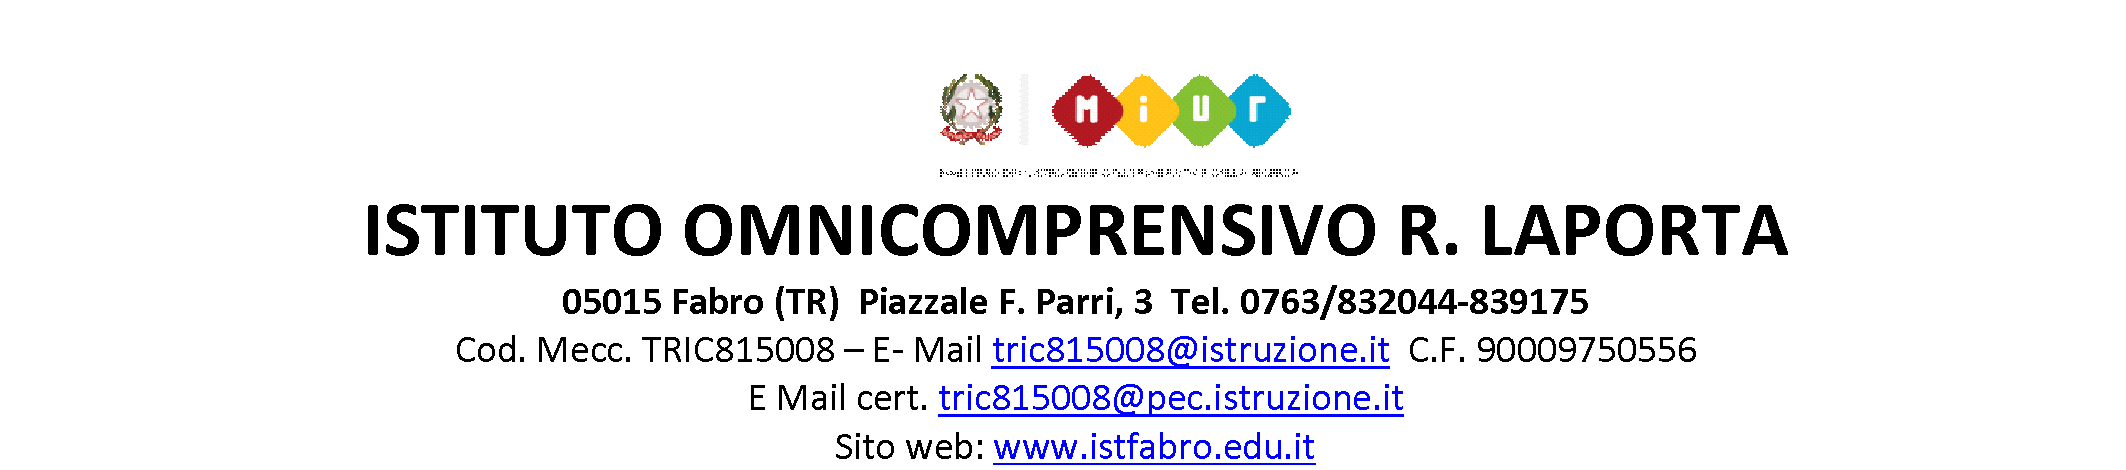 MiUr
ISTITUTO OMNICOMPRENSIVO R. LAPORTA
05015 Fabro (TR) Piazzale F. Parri, 3 Tel. 0763/832044-839175
Cod. Mecc. TRIC815008 – E- Mail tric815008@istruzione.it C.F. 90009750556
E Mail cert. tric815008@pec.istruzione.it
Sito web: www.istfabro.edu.it